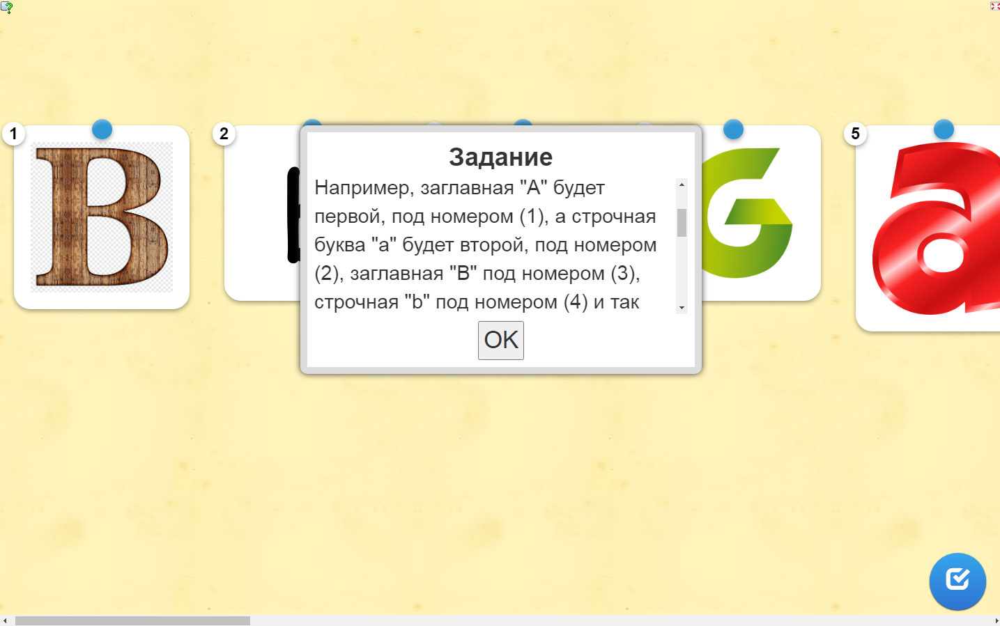 1
2
5
B
G
a
Задание
Например, заглавная "A" будет
первой, под номером (1), а строчная
буква "a" будет второй, под номером
(2), заглавная "B" под номером (3),
строчная "b" под номером (4) и так
OK